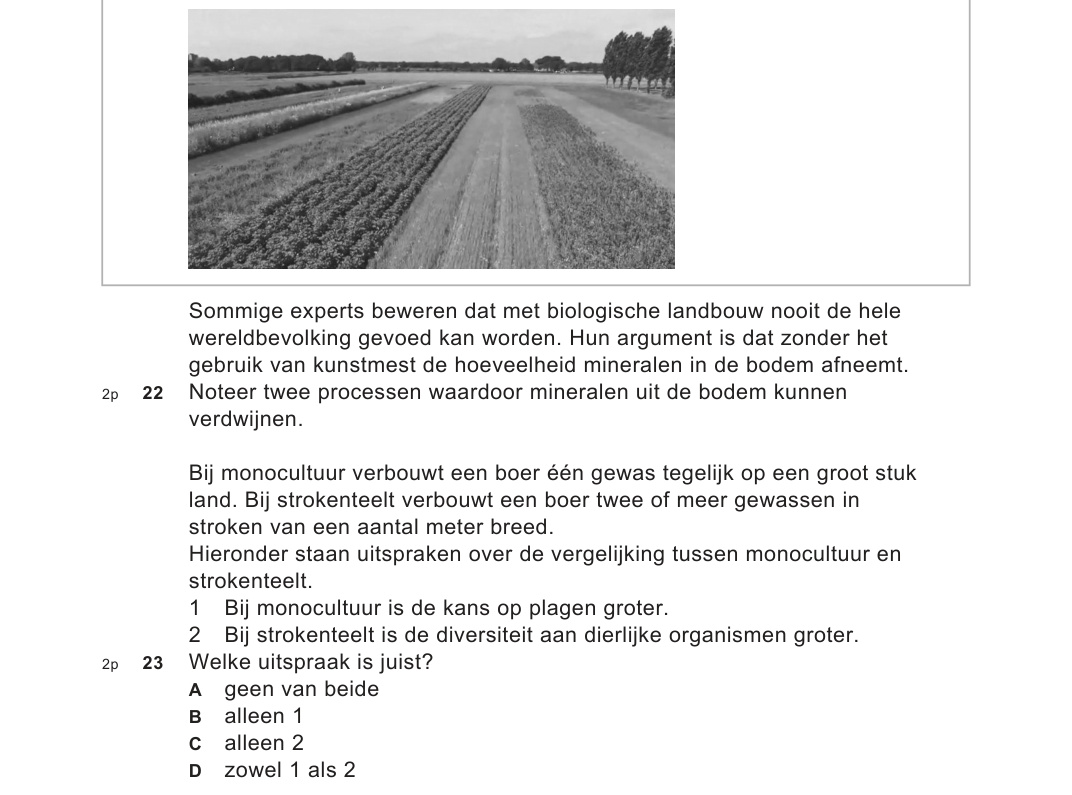 Sommige experts beweren dat met biologische landbouw nooit de hele
wereldbevolking gevoed kan worden. Hun argument is dat zonder het
gebruik van kunstmest de hoeveelheid mineralen in de bodem afneemt.
2p 22 Noteer twee processen waardoor mineralen uit de bodem kunnen
verdwijnen.
Bij monocultuur verbouwt een boer één gewas tegelijk op een groot stuk
land. Bij strokenteelt verbouwt een boer twee of meer gewassen in
stroken van een aantal meter breed.
Hieronder staan uitspraken over de vergelijking tussen monocultuur en
strokenteelt.
1 Bij monocultuur is de kans op plagen groter.
2 Bij strokenteelt is de diversiteit aan dierlijke organismen groter.
2p 23 Welke uitspraak is juist?
A geen van beide
B alleen 1
C alleen 2
D zowel 1 als 2